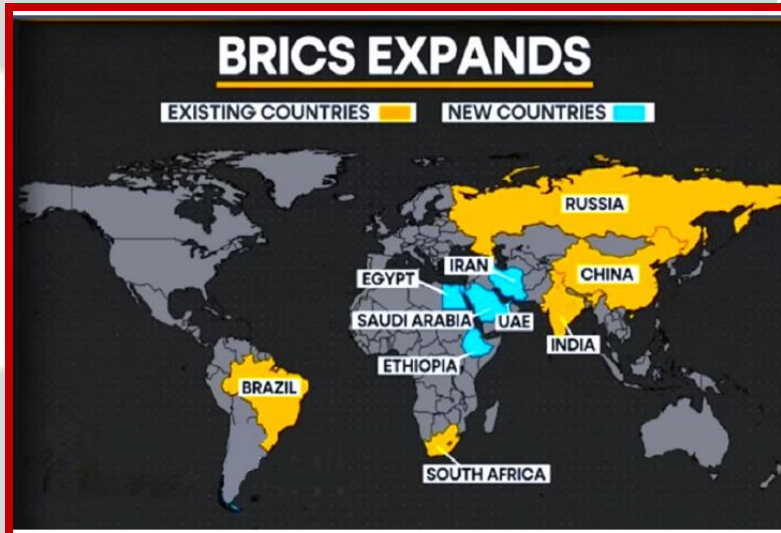 BRICS EXPANDS
EXISTING COUNTRIES
NEW COUNTRIES
RUSSIA
IRAN
CHINA
EGYPT
SAUDI ARABIA
UAE
INDIA
ETHIOPIA
BRAZIL
SOUTH AFRICA